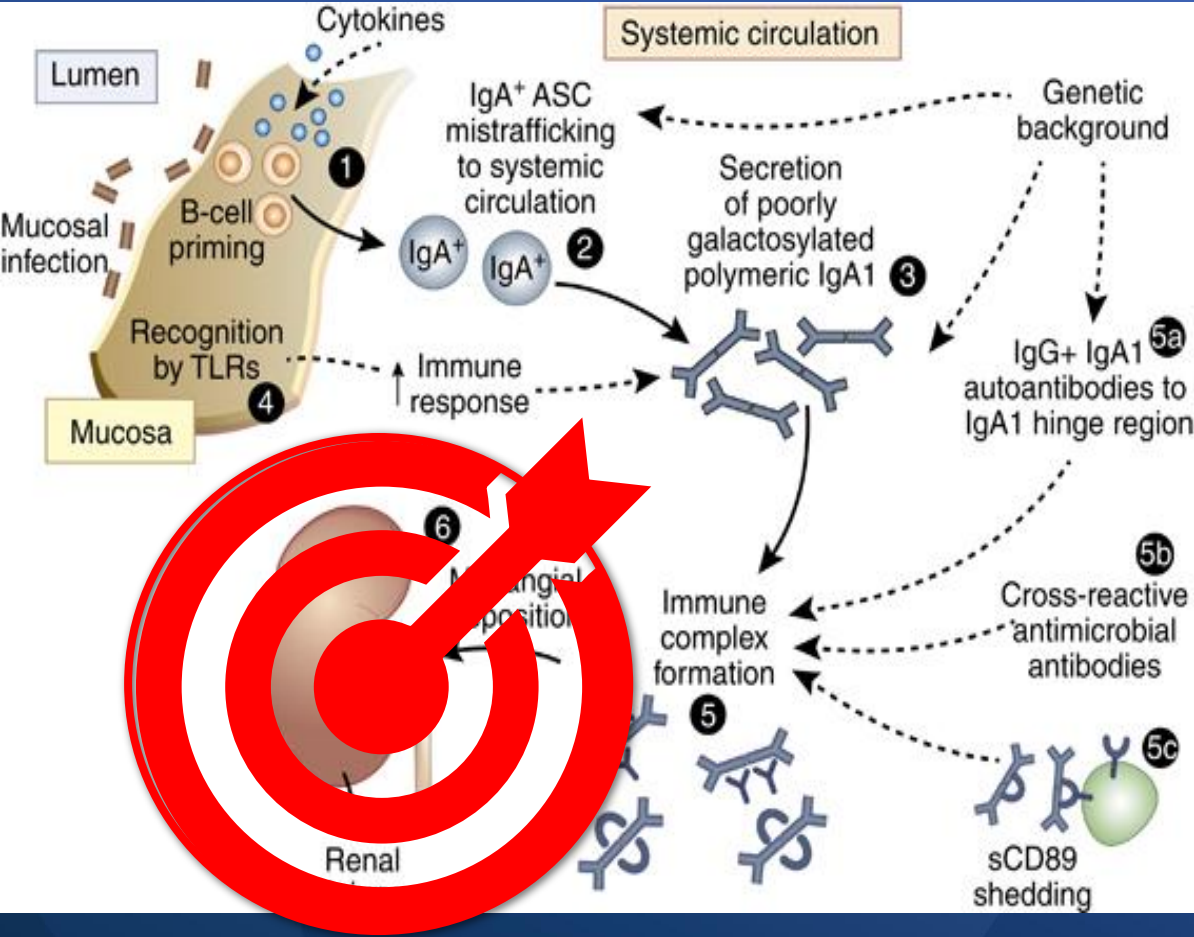 Cytokines
Systemic circulation
Lumen
IgA⁺ ASC
mistrafficking
to systemic
circulation
Genetic
background
1
Secretion
of poorly
galactosylated
polymeric IgA1
3
Mucosal
infection
B-cell
priming
IgA⁺
IgA⁺
2
Recognition
by TLRs
4
Immune
response
IgG+ IgA1
5a
autoantibodies to
IgA1 hinge region
Mucosa
6
5b
Immune
complex
formation
5
Cross-reactive
antimicrobial
antibodies
5c
Renal
sCD89
shedding